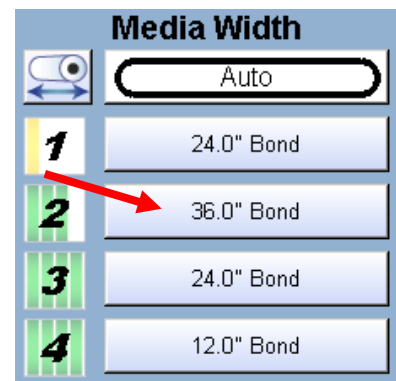 Media Width
Auto
1 24.0" Bond
2 36.0" Bond
3 24.0" Bond
4 12.0" Bond